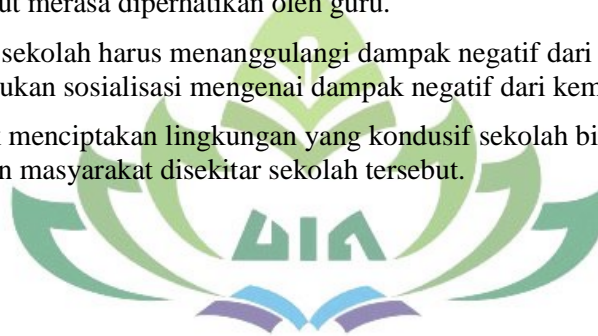 ut merasa diperhatikan oleh guru.
sekolah harus menanggulangi dampak negatif dari
ukan sosialisasi mengenai dampak negatif dari kem
menciptakan lingkungan yang kondusif sekolah bi
n masyarakat disekitar sekolah tersebut.
UIN